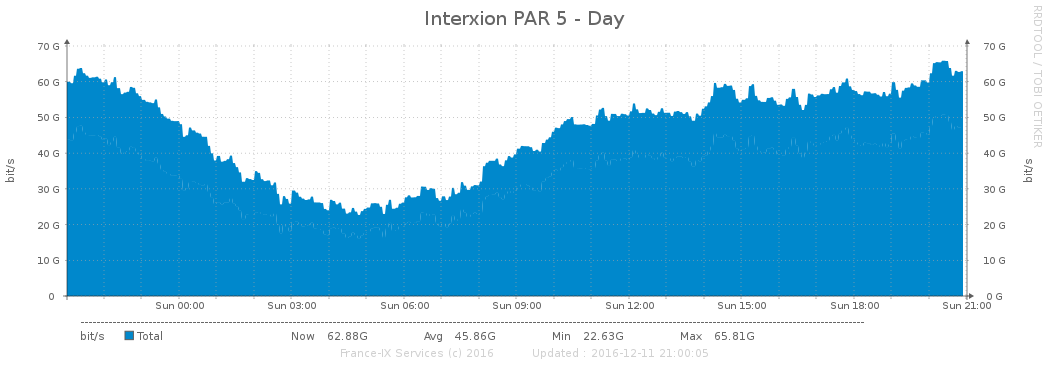 Interxion PAR 5 - Day
RRDTOOL / TOBI OETIKER
70 G 70 G
60 G 60 G
50 G 50 G
40 G 40 G
30 G 30 G
20 G 20 G
10 G 10 G
0 0 G
bit/s bit/s
Sun 00:00 Sun 03:00 Sun 06:00 Sun 09:00 Sun 12:00 Sun 15:00 Sun 18:00 Sun 21:00
bit/s Total Now 62.88G Avg 45.86G Min 22.63G Max 65.81G
France-IX Services (c) 2016 Updated : 2016-12-11 21:00:05